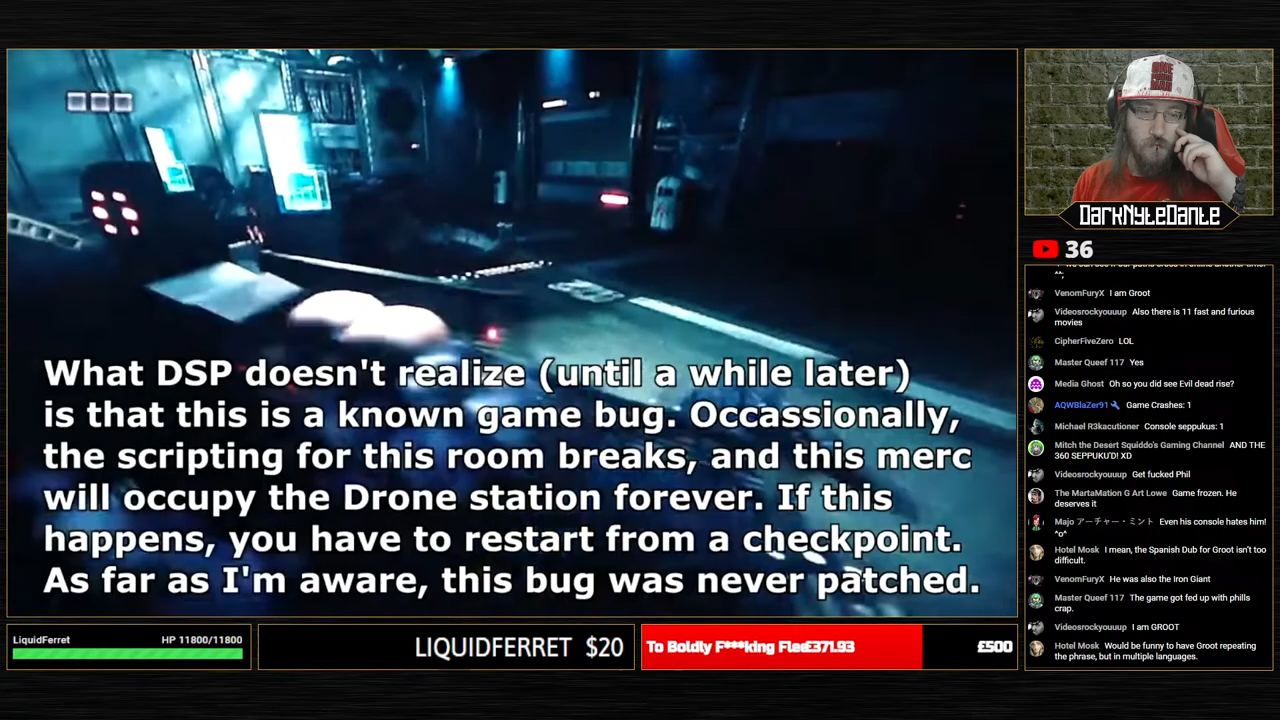 What DSP doesn't realize (until a while later)
is that this is a known game bug. Occassionally,
the scripting for this room breaks, and this merc
will occupy the Drone station forever. If this
happens, you have to restart from a checkpoint.
As far as I'm aware, this bug was never patched.
LiquidFerret
HP 11800/11800
LIQUIDFERRET $20
To Boldly F***king Flee£371.93
£500
DarkNyteDante
36
VenomFuryX I am Groot
Videosrockyouuup Also there is 11 fast and furious
movies
CipherFiveZero LOL
Master Queef 117 Yes
Media Ghost Oh so you did see Evil dead rise?
AQWBlaZer91 Game Crashes: 1
Michael R3kacutioner Console seppukus: 1
Mitch the Desert Squiddo's Gaming Channel AND THE
360 SEPPUKU'D! XD
Videosrockyouuup Get fucked Phil
The MartaMation G Art Lowe Game frozen. He
deserves it
Majo アーチャー・ミント Even his console hates him!
^o^
Hotel Mosk I mean, the Spanish Dub for Groot isn't too
difficult.
VenomFuryX He was also the Iron Giant
Master Queef 117 The game got fed up with phills
crap.
Videosrockyouuup I am GROOT
Hotel Mosk Would be funny to have Groot repeating
the phrase, but in multiple languages.